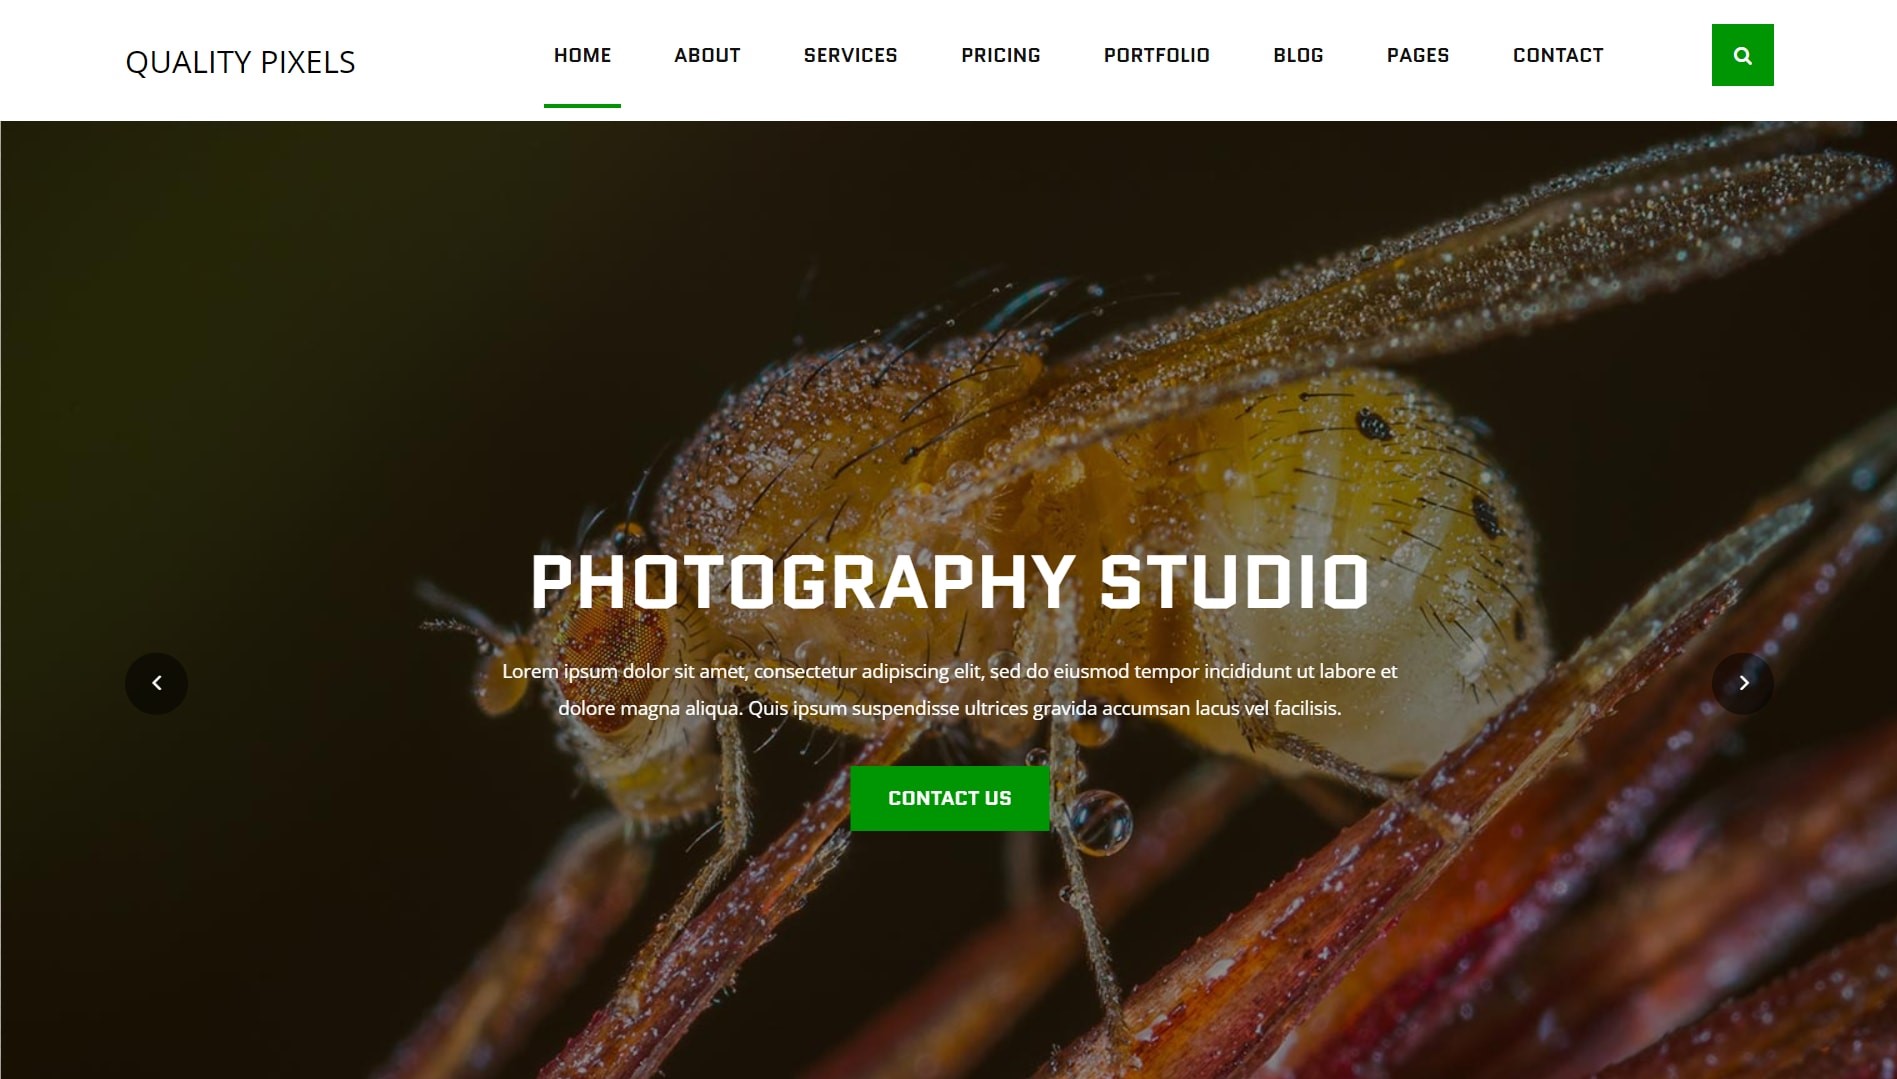 QUALITY PIXELS
HOME ABOUT SERVICES PRICING PORTFOLIO BLOG PAGES CONTACT
PHOTOGRAPHY STUDIO
Lorem ipsum dolor sit amet, consectetur adipiscing elit, sed do eiusmod tempor incididunt ut labore et
dolore magna aliqua. Quis ipsum suspendisse ultrices gravida accumsan lacus vel facilisis.
CONTACT US